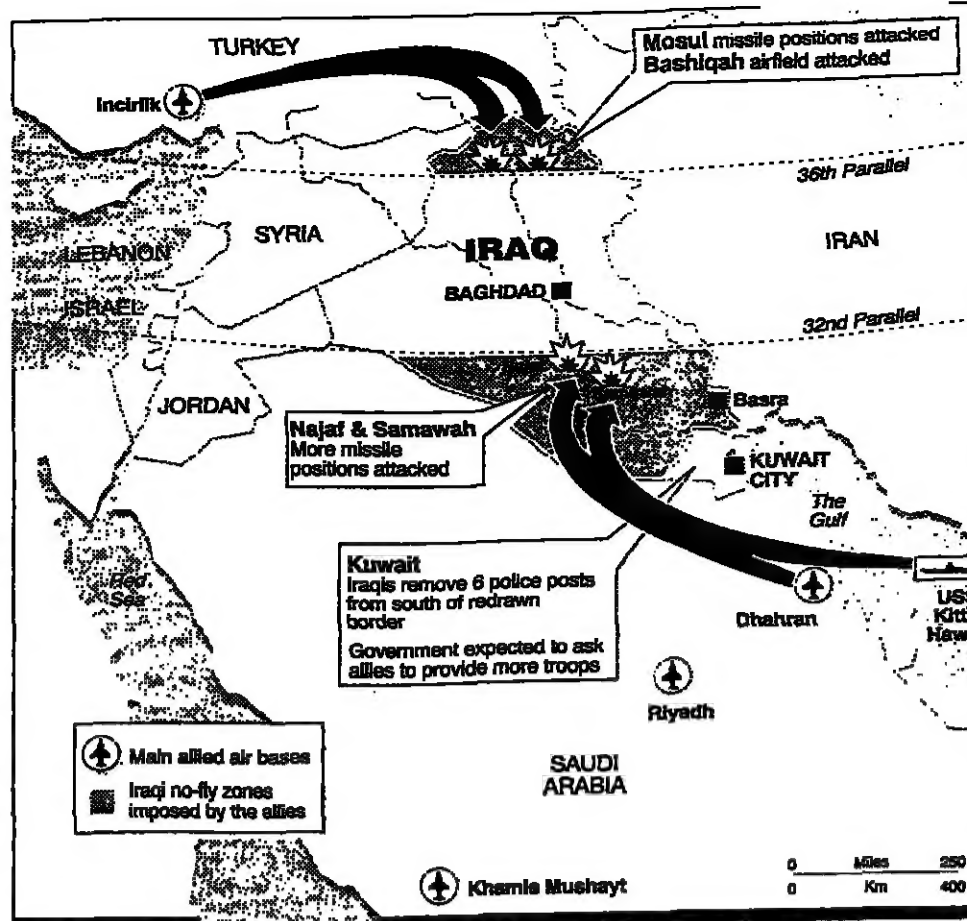 TURKEY
Mosul missile positions attacked
Bashiqah airfield attacked
Incirlik
36th Parallel
SYRIA
IRAQ
IRAN
LEBANON
BAGHDAD
ISRAEL
32nd Parallel
JORDAN
Basra
Najaf & Samawah
More missile
positions attacked
KUWAIT
CITY
The
Gulf
Kuwait
Iraqis remove 6 police posts
from south of redrawn
border
Government expected to ask
allies to provide more troops
Red
Sea
Dhahran
USS
Kitt
Haw
Riyadh
Main allied air bases
Iraqi no-fly zones
imposed by the allies
SAUDI
ARABIA
0 Miles 250
0 Km 400
Khamis Mushayt